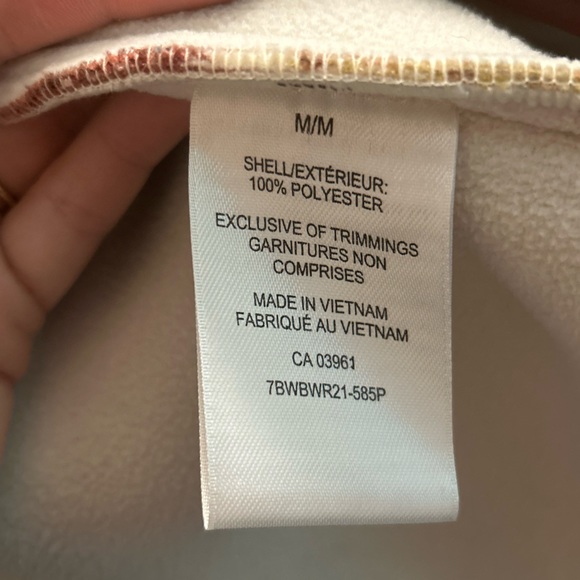 M/M
SHELL/EXTÉRIEUR:
100% POLYESTER
EXCLUSIVE OF TRIMMINGS
GARNITURES NON
COMPRISES
MADE IN VIETNAM
FABRIQUÉ AU VIETNAM
CA 03961
7BWBWR21-585P